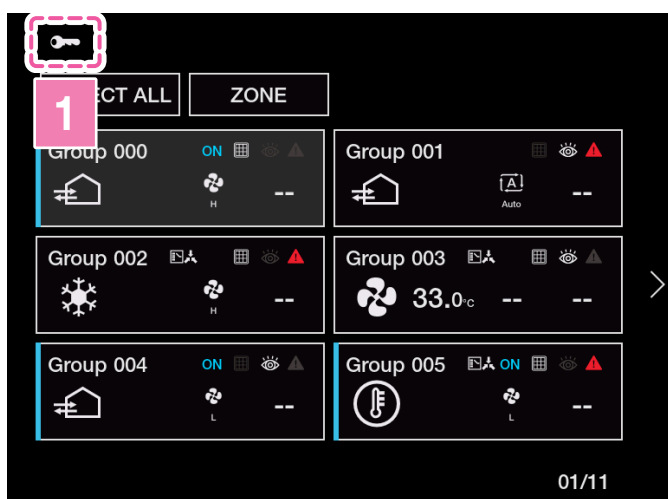 1
ECT ALL
ZONE
Group 000 ON
H --
Group 001
A
Auto --
Group 002
H --
Group 003
33.0°C -- --
Group 004 ON
L --
Group 005 ON
L --
01/11